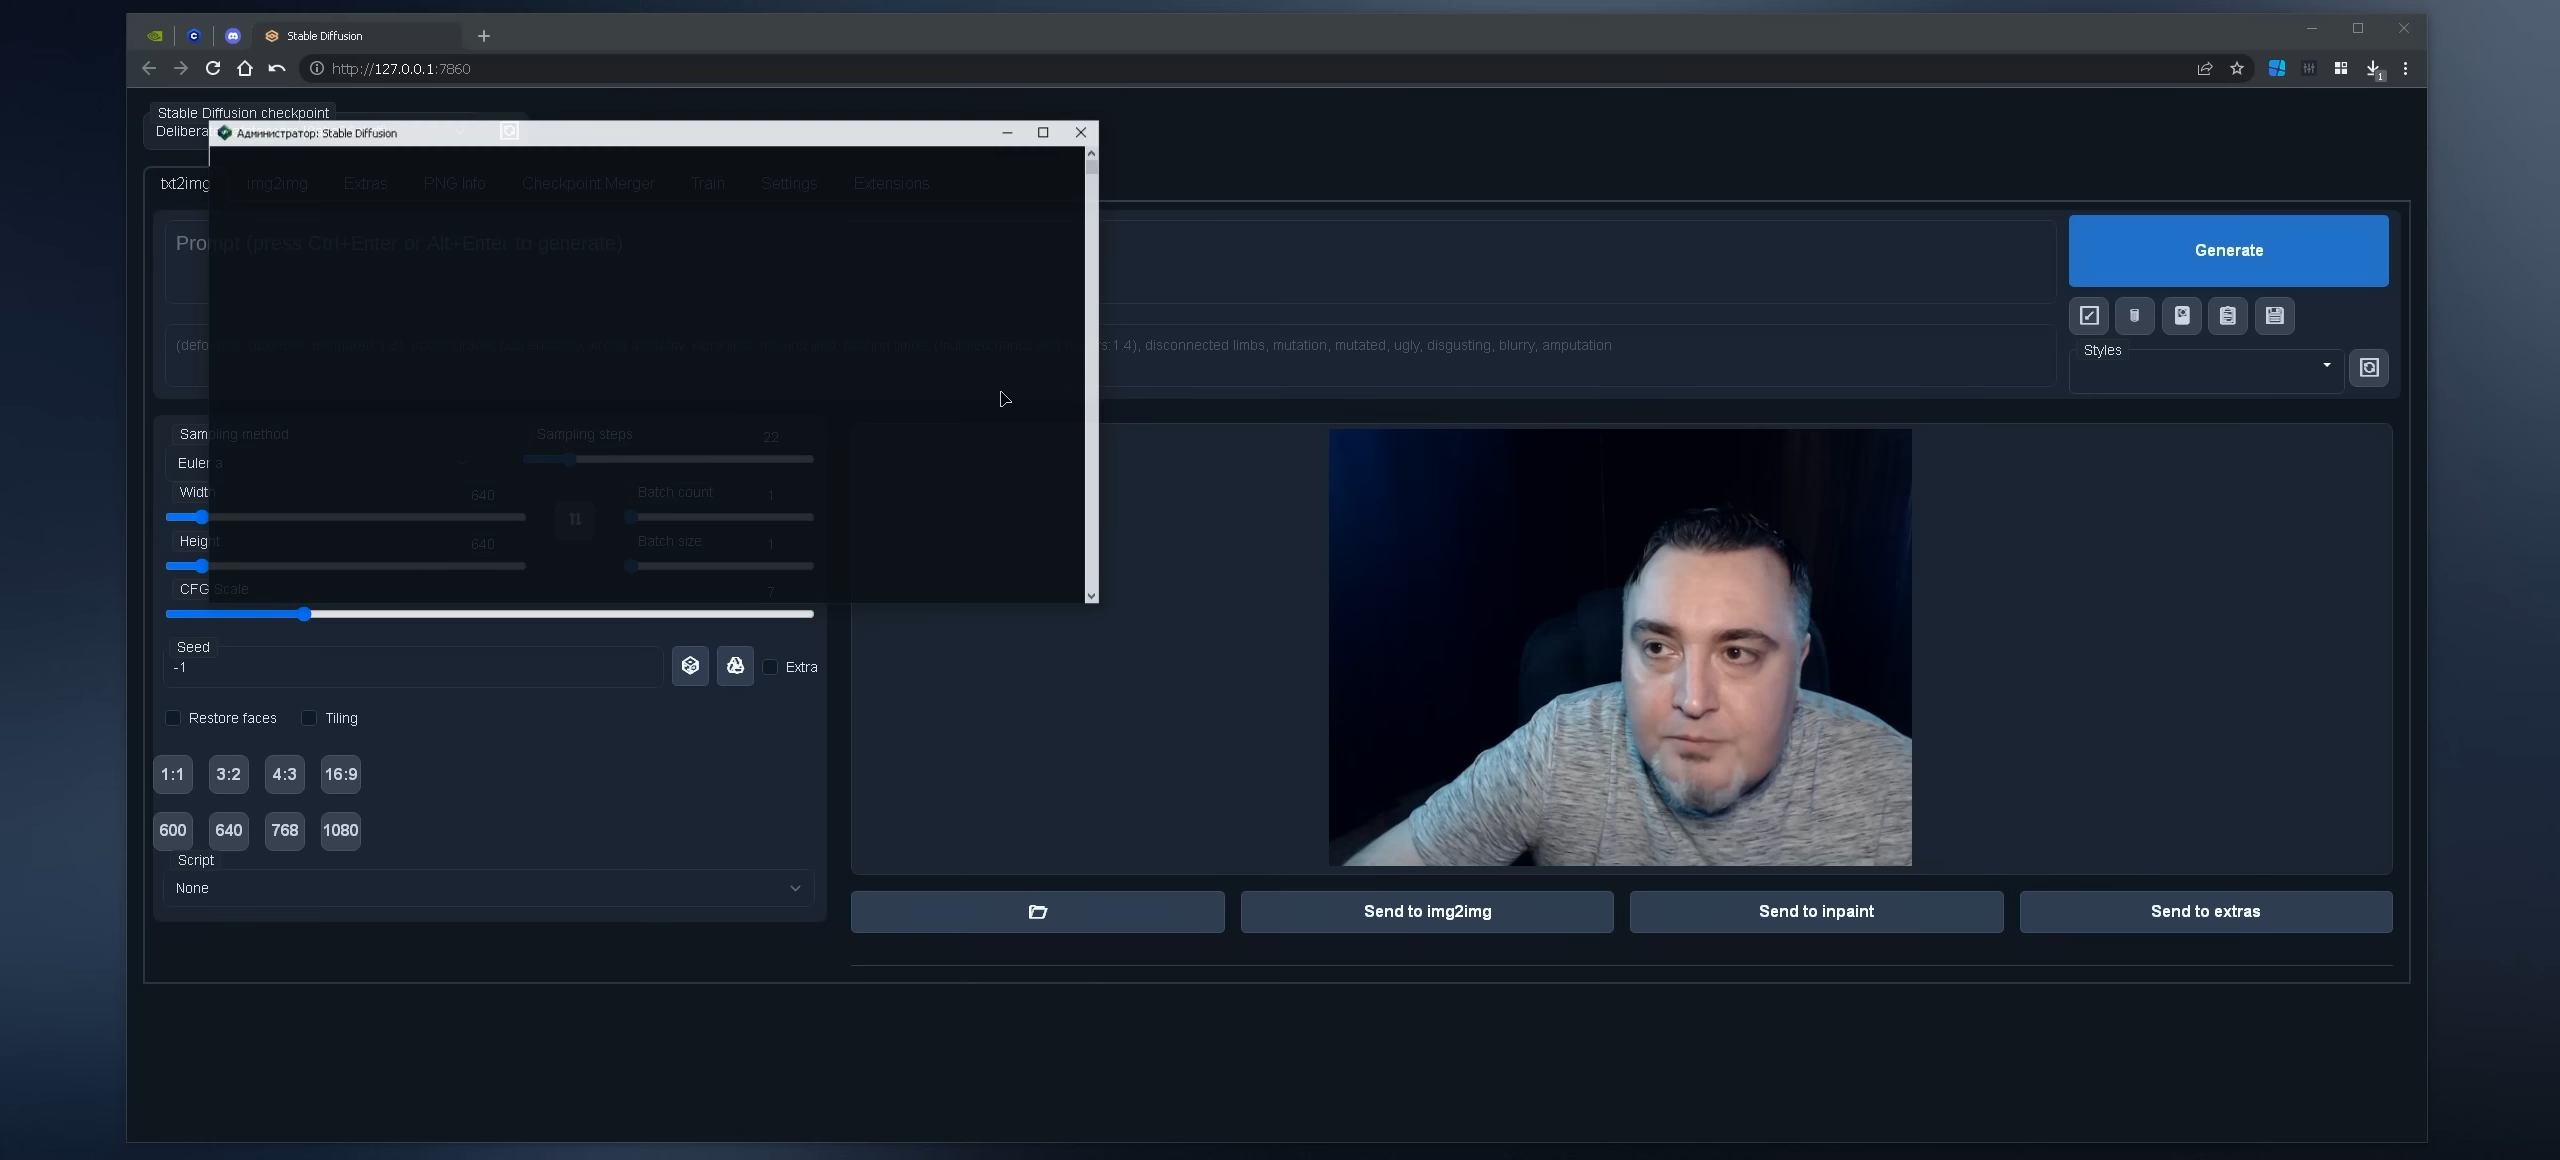 Stable Diffusion
http://127.0.0.1:7860
Stable Diffusion checkpoint
Администратор: Stable Diffusion
txt2img img2img Extras PNG Info Checkpoint Merger Train Settings Extensions
Prompt (press Ctrl+Enter or Alt+Enter to generate)
Generate
:1.4), disconnected limbs, mutation, mutated, ugly, disgusting, blurry, amputation
Styles
Sampling method
Sampling steps 22
Euler a
Width 640
Batch count 1
Height 640
Batch size 1
CFG Scale 7
Seed
-1
Extra
Restore faces Tiling
1:1 3:2 4:3 16:9
600 640 768 1080
Script
None
Send to img2img
Send to inpaint
Send to extras